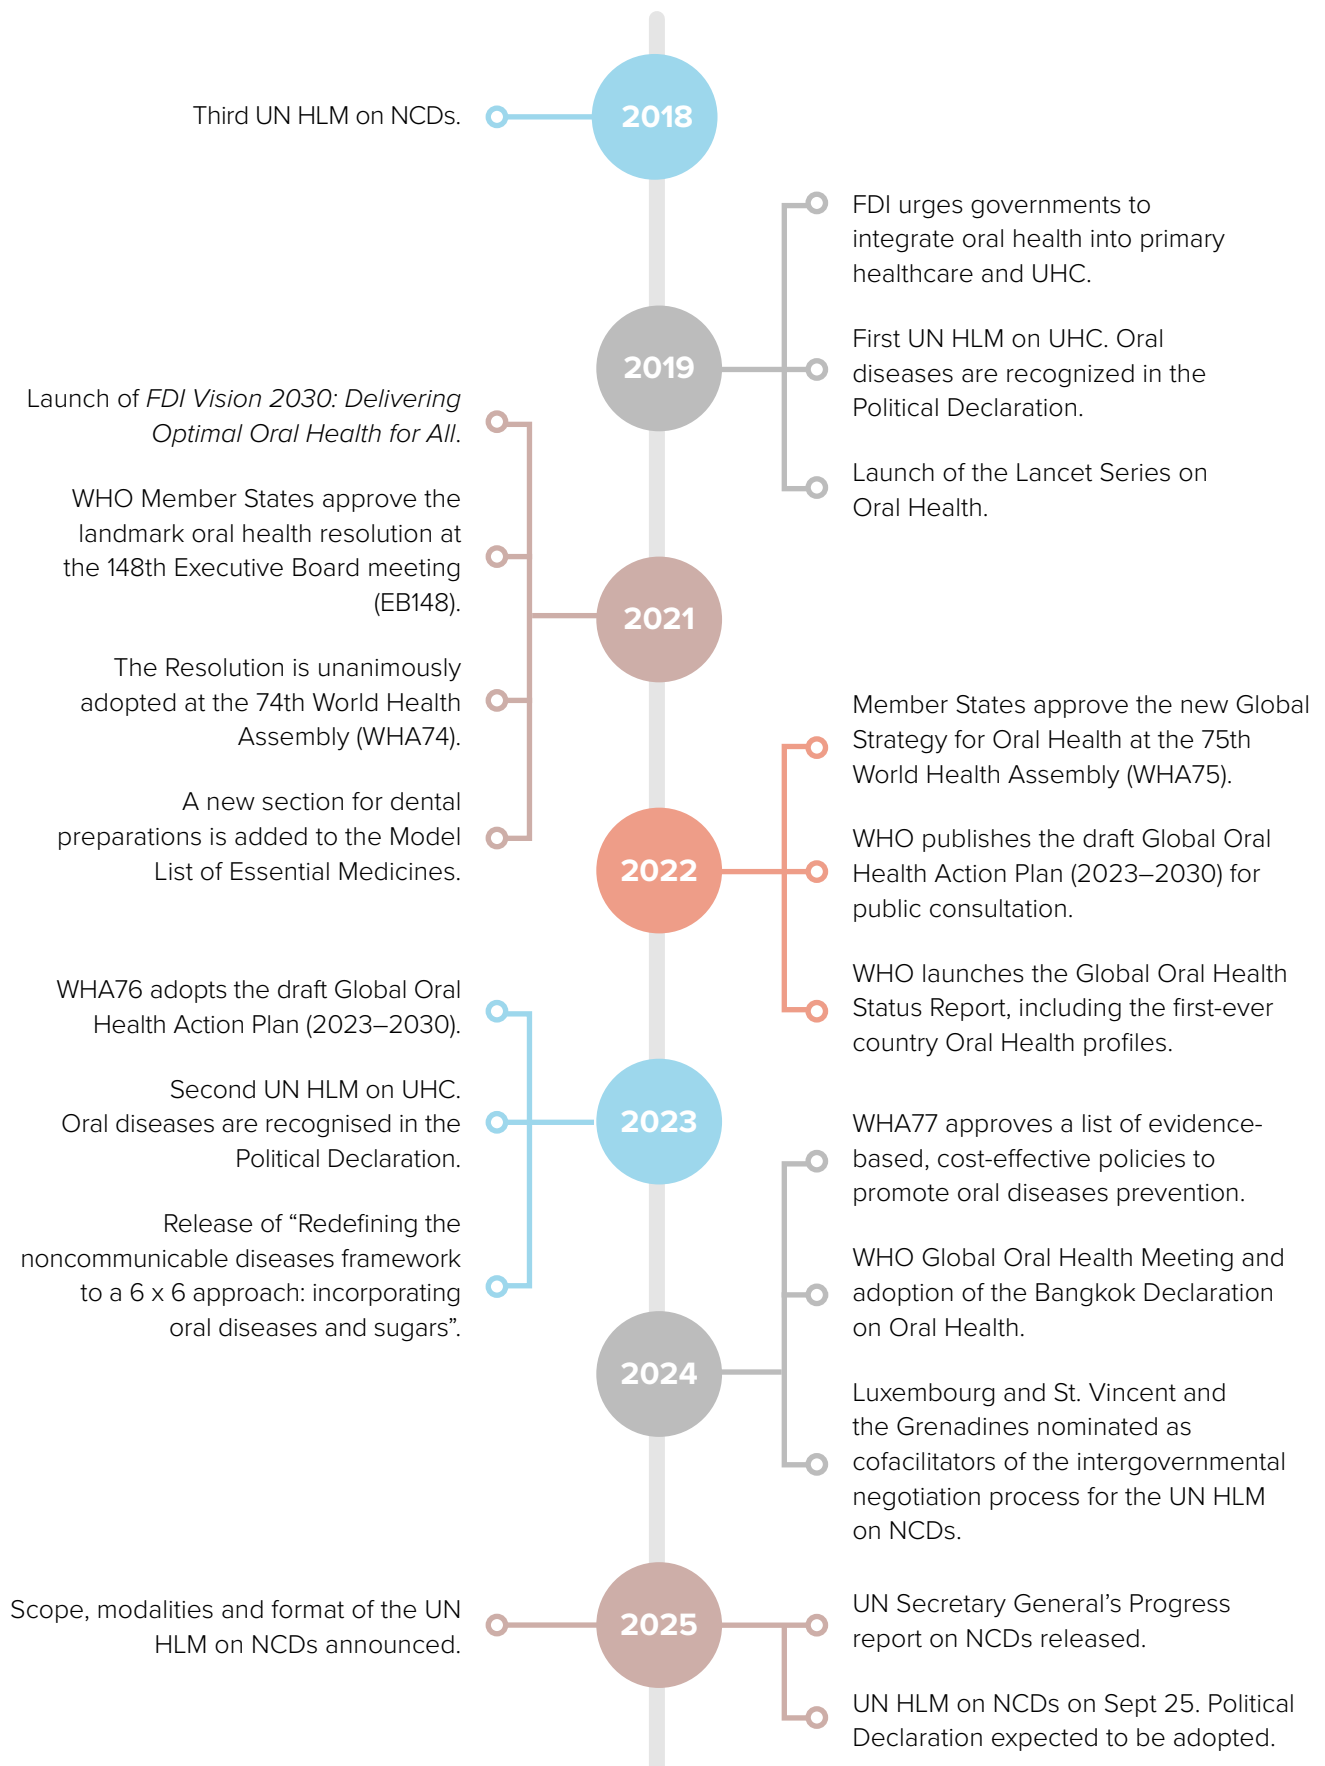 2018
Third UN HLM on NCDs.
2019
FDI urges governments to
integrate oral health into primary
healthcare and UHC.
First UN HLM on UHC. Oral
diseases are recognized in the
Political Declaration.
Launch of the Lancet Series on
Oral Health.
2021
Launch of FDI Vision 2030: Delivering
Optimal Oral Health for All.
WHO Member States approve the
landmark oral health resolution at
the 148th Executive Board meeting
(EB148).
The Resolution is unanimously
adopted at the 74th World Health
Assembly (WHA74).
A new section for dental
preparations is added to the Model
List of Essential Medicines.
2022
Member States approve the new Global
Strategy for Oral Health at the 75th
World Health Assembly (WHA75).
WHO publishes the draft Global Oral
Health Action Plan (2023–2030) for
public consultation.
WHO launches the Global Oral Health
Status Report, including the first-ever
country Oral Health profiles.
2023
WHA76 adopts the draft Global Oral
Health Action Plan (2023–2030).
Second UN HLM on UHC.
Oral diseases are recognised in the
Political Declaration.
Release of “Redefining the
noncommunicable diseases framework
to a 6 x 6 approach: incorporating
oral diseases and sugars”.
2024
WHA77 approves a list of evidence-
based, cost-effective policies to
promote oral diseases prevention.
WHO Global Oral Health Meeting and
adoption of the Bangkok Declaration
on Oral Health.
Luxembourg and St. Vincent and
the Grenadines nominated as
cofacilitators of the intergovernmental
negotiation process for the UN HLM
on NCDs.
2025
Scope, modalities and format of the UN
HLM on NCDs announced.
UN Secretary General’s Progress
report on NCDs released.
UN HLM on NCDs on Sept 25. Political
Declaration expected to be adopted.